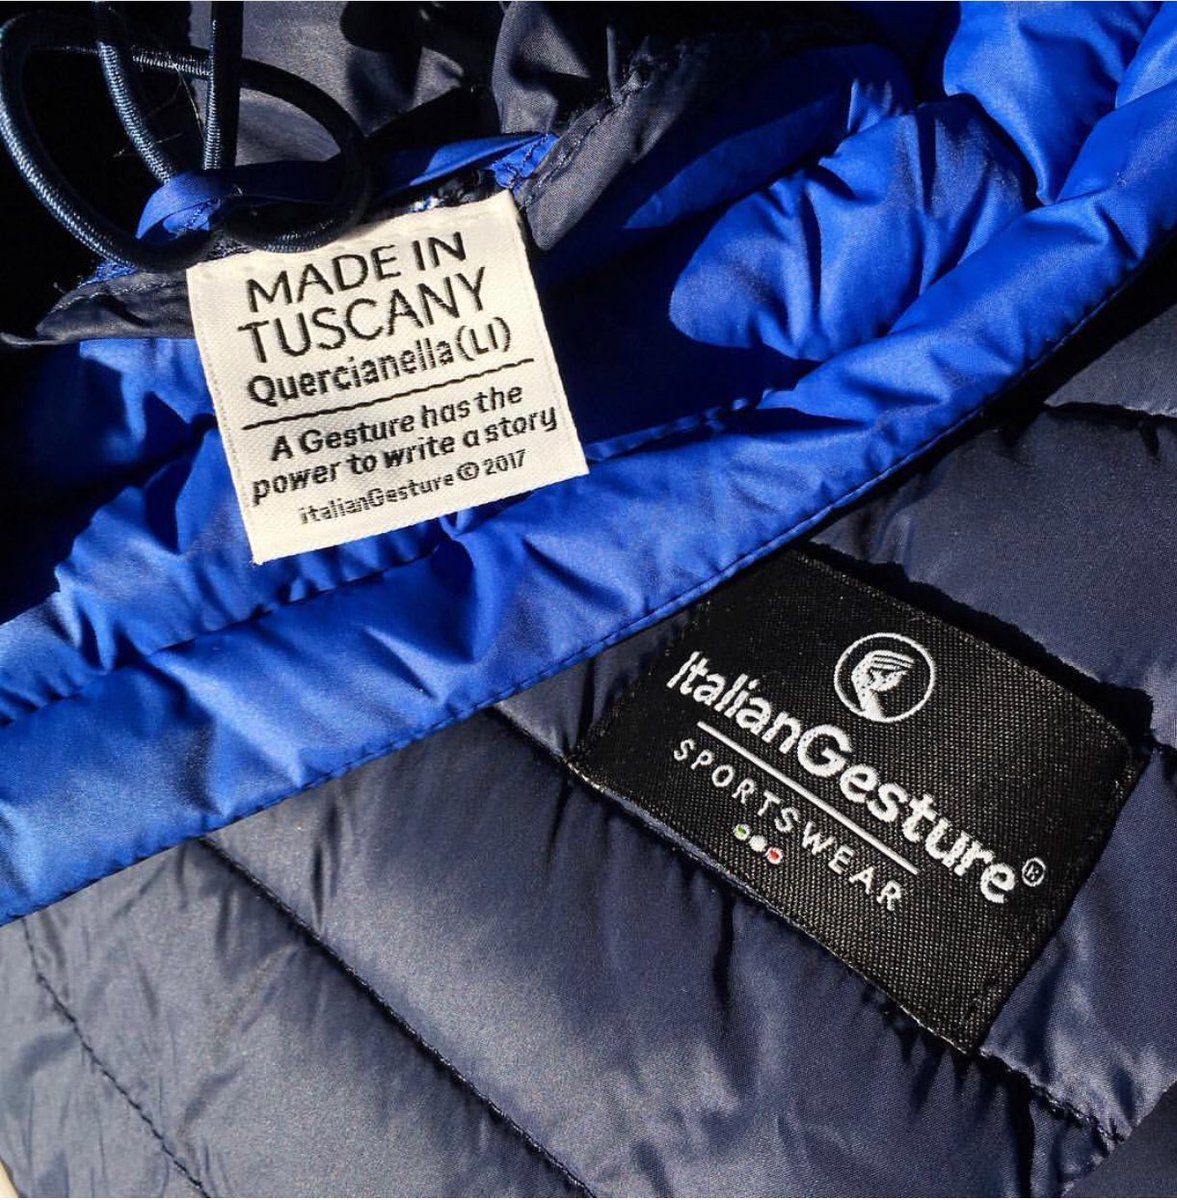 MADE IN
TUSCANY
Quercianella (LI)
A Gesture has the
power to write a story
italianGesture © 2017
ItalianGesture®
SPORTSWEAR